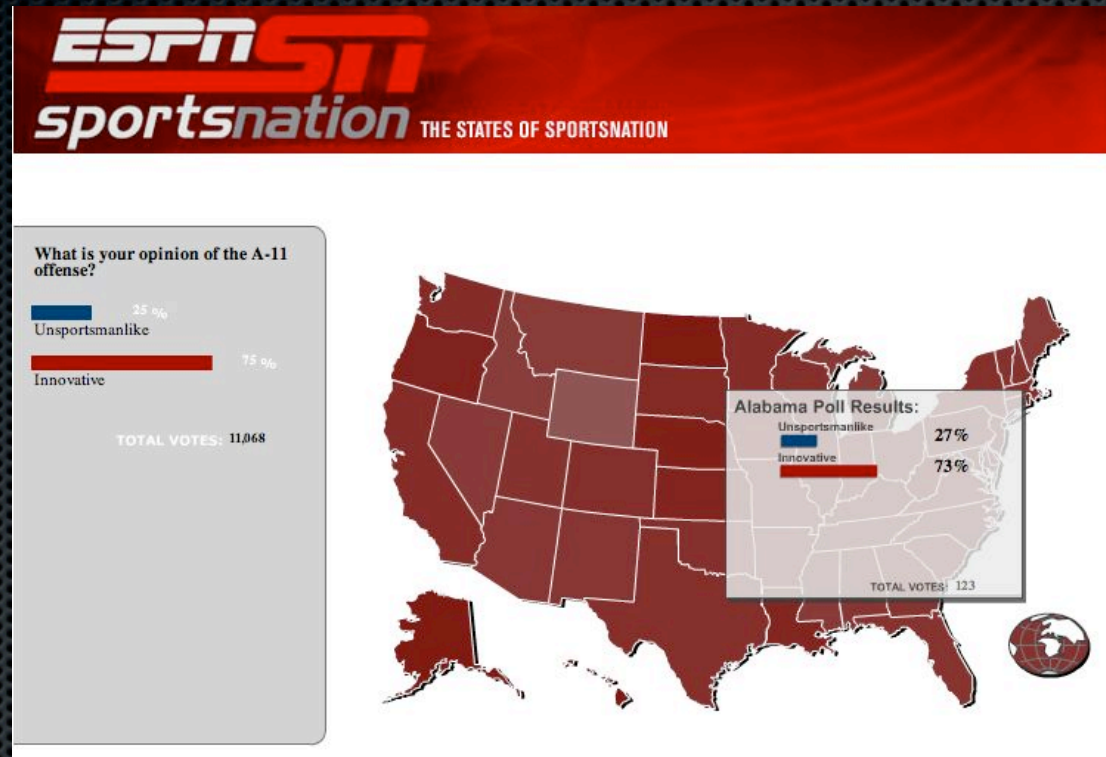 ESPN SN
sportsnation THE STATES OF SPORTSNATION
What is your opinion of the A-11
offense?
25 %
Unsportsmanlike
75 %
Innovative
TOTAL VOTES: 11,068
Alabama Poll Results:
Unsportsmanlike
27%
Innovative
73%
TOTAL VOTES: 123